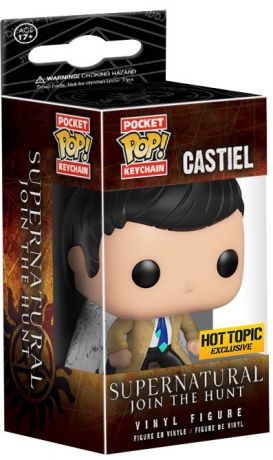 AGE
17+
WARNING: CHOKING HAZARD
POCKET
POP!
KEYCHAIN
SUPERNATURAL
JOIN THE HUNT
POCKET
POP!
KEYCHAIN
CASTIEL
HOT TOPIC
EXCLUSIVE
SUPERNATURAL
JOIN THE HUNT
VINYL FIGURE
FIGURE EN VINYLE / FIGURA DE VINILO